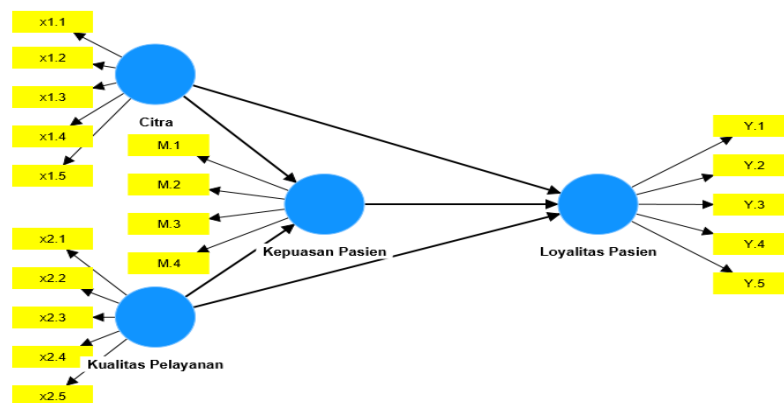 x1.1
x1.2
x1.3
x1.4
x1.5
Citra
M.1
M.2
M.3
M.4
Kepuasan Pasien
x2.1
x2.2
x2.3
x2.4
x2.5
Kualitas Pelayanan
Loyalitas Pasien
Y.1
Y.2
Y.3
Y.4
Y.5